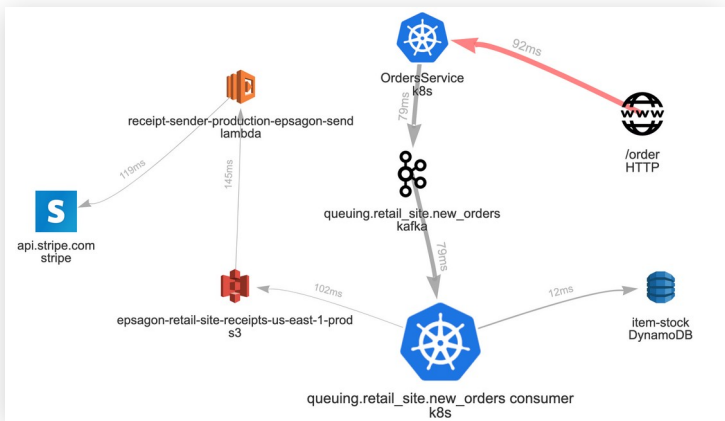 92ms
OrdersService
k8s
79ms
www
/order
HTTP
receipt-sender-production-epsagon-send
lambda
119ms
145ms
queuing.retail_site.new_orders
kafka
S
api.stripe.com
stripe
79ms
102ms
12ms
epsagon-retail-site-receipts-us-east-1-prod
s3
item-stock
DynamoDB
queuing.retail_site.new_orders consumer
k8s